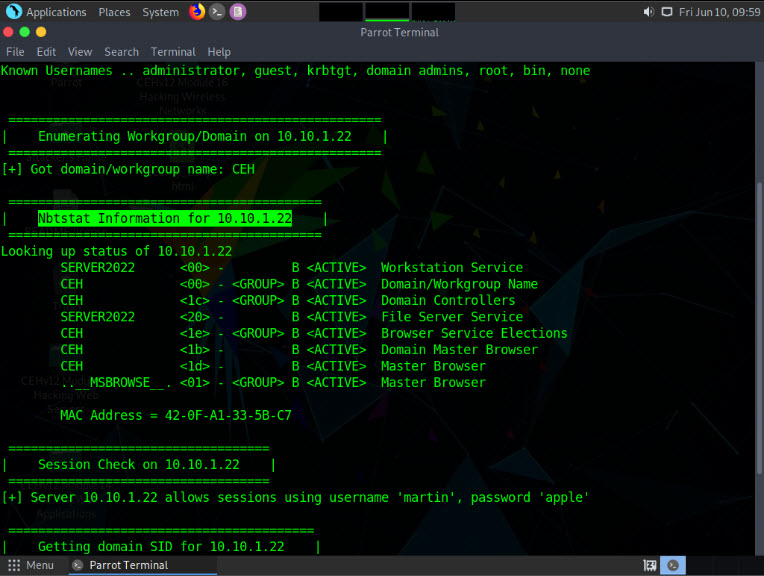 Applications Places System Fri Jun 10, 09:59
Parrot Terminal
File Edit View Search Terminal Help
Known Usernames .. administrator, guest, krbtgt, domain admins, root, bin, none
===================================================
| Enumerating Workgroup/Domain on 10.10.1.22 |
===================================================
[+] Got domain/workgroup name: CEH
===========================================
| Nbtstat Information for 10.10.1.22 |
===========================================
Looking up status of 10.10.1.22
SERVER2022 <00> - B <ACTIVE> Workstation Service
CEH <00> - <GROUP> B <ACTIVE> Domain/Workgroup Name
CEH <1c> - <GROUP> B <ACTIVE> Domain Controllers
SERVER2022 <20> - B <ACTIVE> File Server Service
CEH <1e> - <GROUP> B <ACTIVE> Browser Service Elections
CEH <1b> - B <ACTIVE> Domain Master Browser
CEH <1d> - B <ACTIVE> Master Browser
..__MSBROWSE__. <01> - <GROUP> B <ACTIVE> Master Browser
MAC Address = 42-0F-A1-33-5B-C7
====================================
| Session Check on 10.10.1.22 |
====================================
[+] Server 10.10.1.22 allows sessions using username 'martin', password 'apple'
==========================================
| Getting domain SID for 10.10.1.22 |
Menu Parrot Terminal